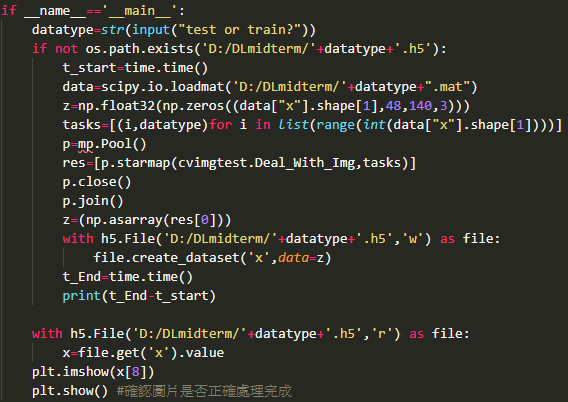 if __name__=='__main__':
    datatype=str(input("test or train?"))
    if not os.path.exists('D:/DLmidterm/'+datatype+'.h5'):
        t_start=time.time()
        data=scipy.io.loadmat('D:/DLmidterm/'+datatype+".mat")
        z=np.float32(np.zeros((data["x"].shape[1],48,140,3)))
        tasks=[(i,datatype)for i in list(range(int(data["x"].shape[1])))]
        p=mp.Pool()
        res=[p.starmap(cvimgtest.Deal_With_Img,tasks)]
        p.close()
        p.join()
        z=(np.asarray(res[0]))
        with h5.File('D:/DLmidterm/'+datatype+'.h5','w') as file:
            file.create_dataset('x',data=z)
        t_End=time.time()
        print(t_End-t_start)
    with h5.File('D:/DLmidterm/'+datatype+'.h5','r') as file:
        x=file.get('x').value
    plt.imshow(x[8])
    plt.show() #確認圖片是否正確處理完成